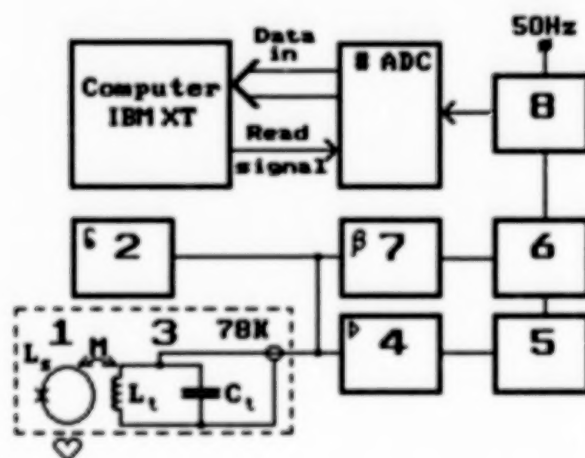 50Hz
Data
in
# ADC
Computer
IBM XT
8
Read
signal
2
β 7
6
1
M
3
78K
4
5
Ls
Lt
Ct